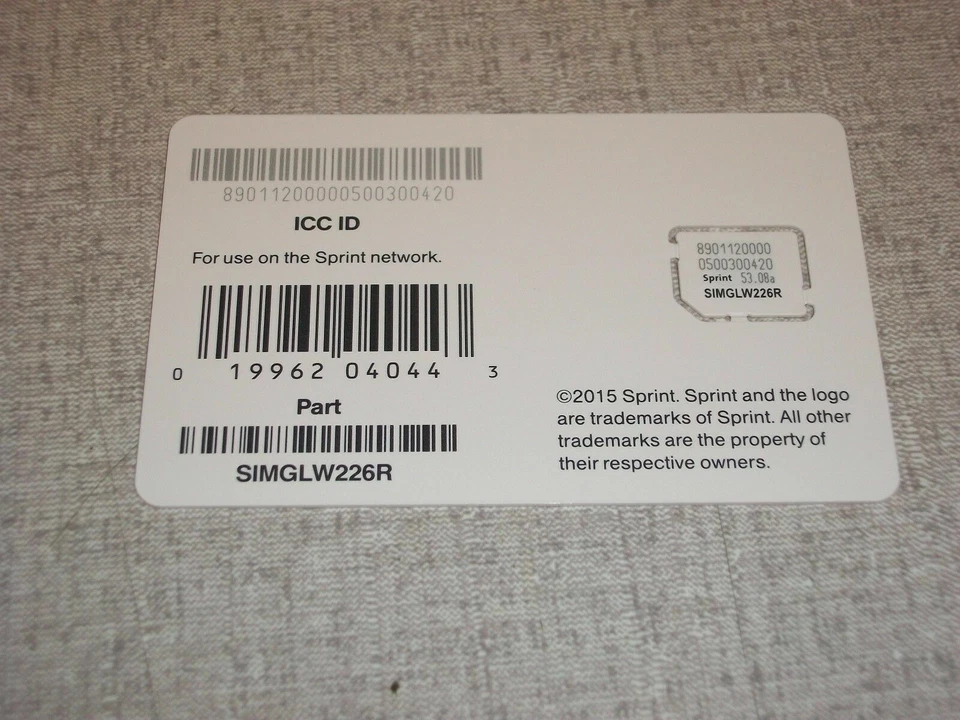 89011200000500300420
ICC ID
For use on the Sprint network.
0 19962 04044 3
Part
SIMGLW226R
8901120000
0500300420
Sprint 53.08a
SIMGLW226R
©2015 Sprint. Sprint and the logo
are trademarks of Sprint. All other
trademarks are the property of
their respective owners.